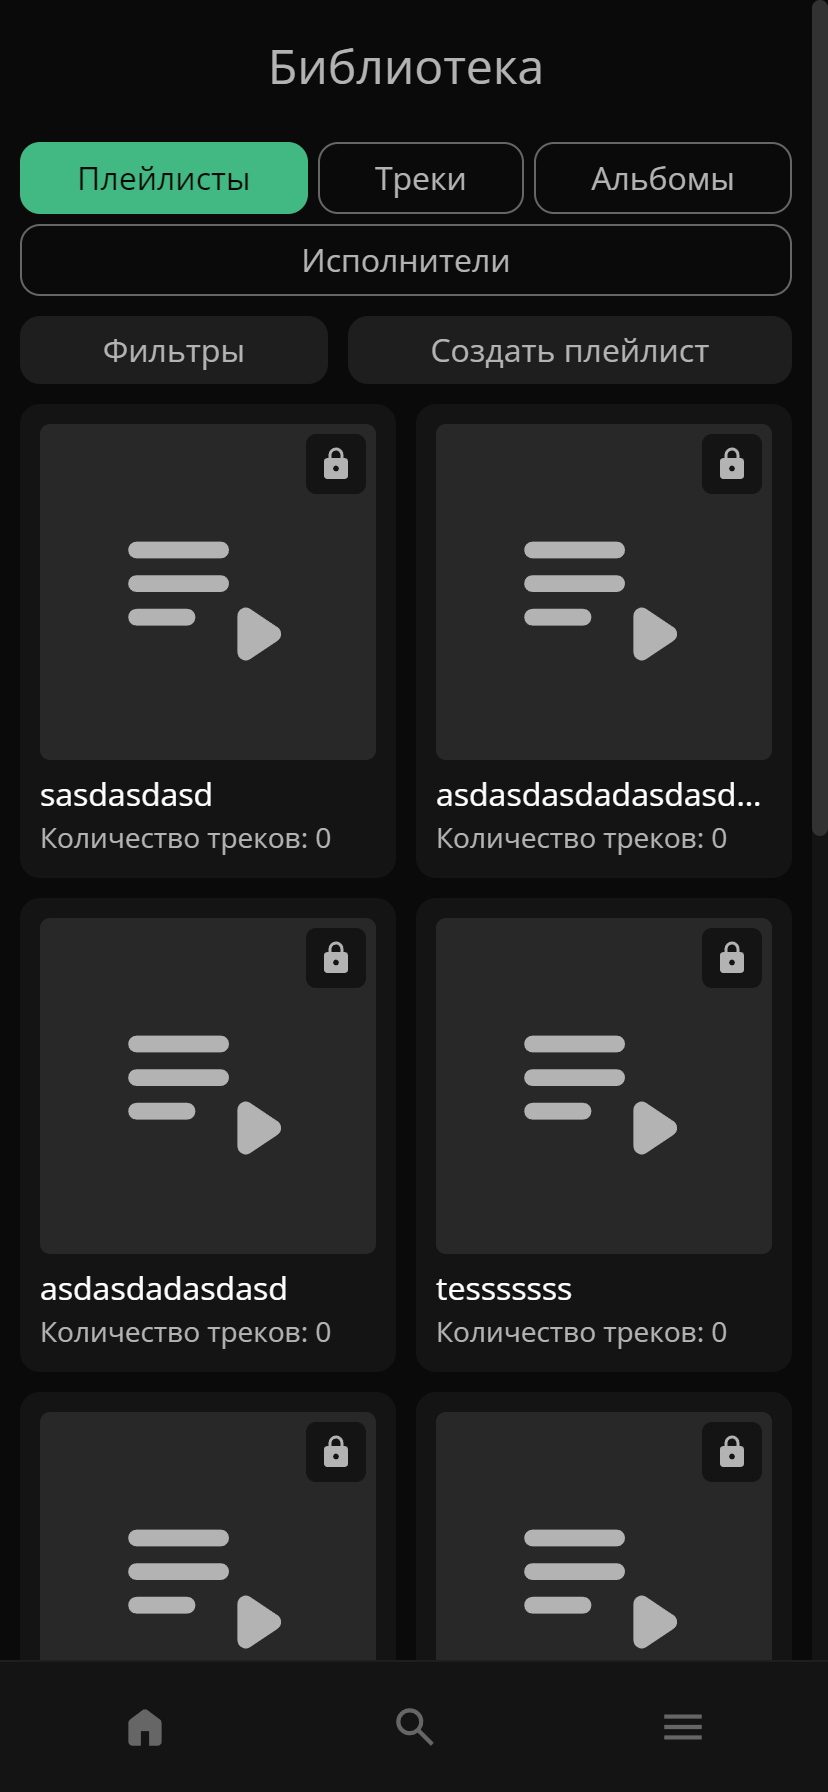 Библиотека
Плейлисты Треки Альбомы
Исполнители
Фильтры Создать плейлист
sasdasdasd asdasdasdadasdasd...
Количество треков: 0 Количество треков: 0
asdasdadasdasd tesssssss
Количество треков: 0 Количество треков: 0